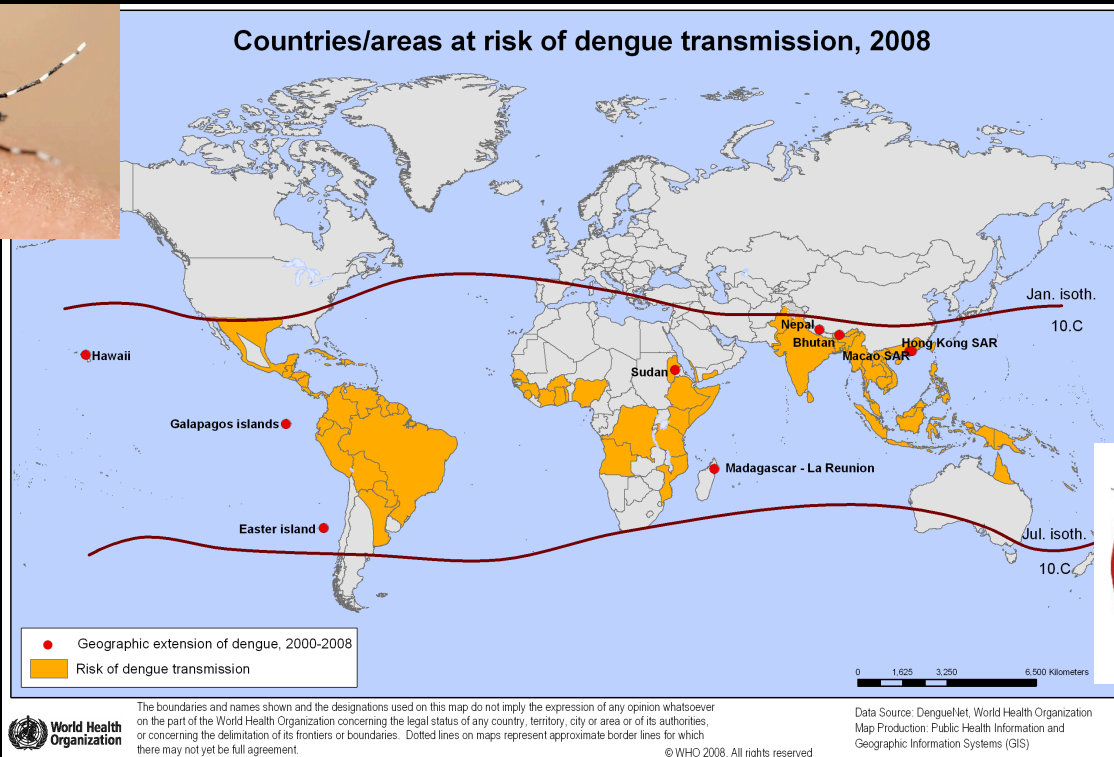 Countries/areas at risk of dengue transmission, 2008
Jan. isoth.
10.C
Nepal
Bhutan
Hong Kong SAR
Macao SAR
Hawaii
Sudan
Galapagos islands
Madagascar - La Reunion
Easter island
Jul. isoth.
10.C
Geographic extension of dengue, 2000-2008
Risk of dengue transmission
0 1,625 3,250 6,500 Kilometers
World Health
Organization
The boundaries and names shown and the designations used on this map do not imply the expression of any opinion whatsoever
on the part of the World Health Organization concerning the legal status of any country, territory, city or area or of its authorities,
or concerning the delimitation of its frontiers or boundaries. Dotted lines on maps represent approximate border lines for which
there may not yet be full agreement.
© WHO 2008. All rights reserved
Data Source: DengueNet, World Health Organization
Map Production: Public Health Information and
Geographic Information Systems (GIS)